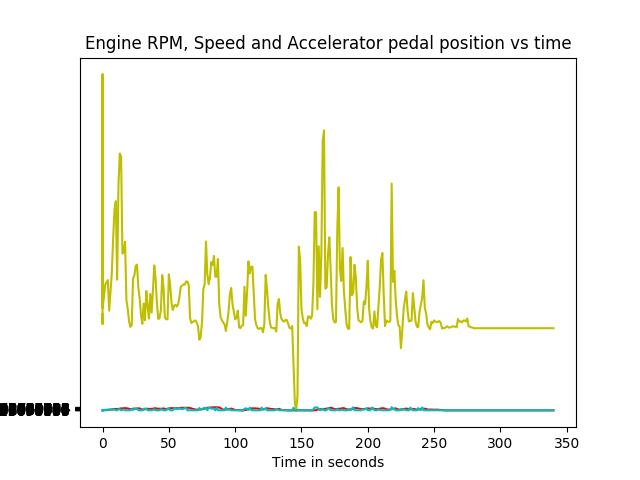 Engine RPM, Speed and Accelerator pedal position vs time
0 50 100 150 200 250 300 350
Time in seconds